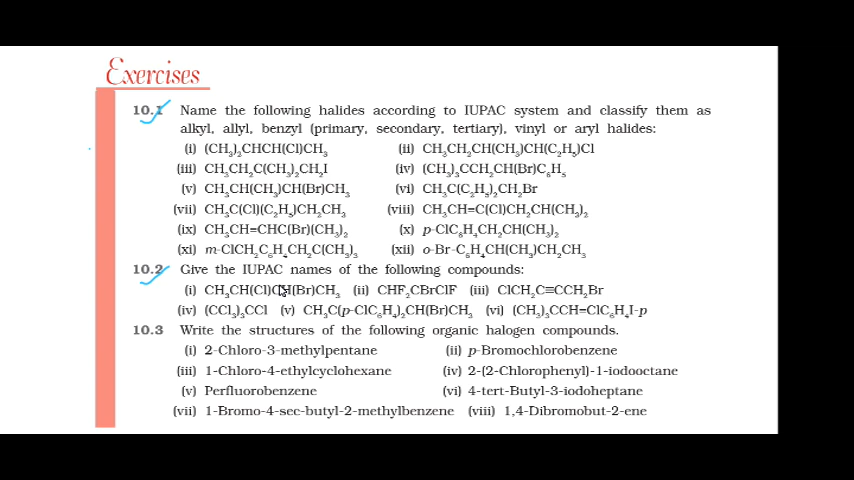 Exercises
10.1 Name the following halides according to IUPAC system and classify them as
alkyl, allyl, benzyl (primary, secondary, tertiary), vinyl or aryl halides:
(i) (CH₃)₂CHCH(Cl)CH₃ (ii) CH₃CH₂CH(CH₃)CH(C₂H₅)Cl
(iii) CH₃CH₂C(CH₃)₂CH₂I (iv) (CH₃)₃CCH₂CH(Br)C₆H₅
(v) CH₃CH(CH₃)CH(Br)CH₃ (vi) CH₃C(C₂H₅)₂CH₂Br
(vii) CH₃C(Cl)(C₂H₅)CH₂CH₃ (viii) CH₃CH=C(Cl)CH₂CH(CH₃)₂
(ix) CH₃CH=CHC(Br)(CH₃)₂ (x) p-ClC₆H₄CH₂CH(CH₃)₂
(xi) m-ClCH₂C₆H₄CH₂C(CH₃)₃ (xii) o-Br-C₆H₄CH(CH₃)CH₂CH₃
10.2 Give the IUPAC names of the following compounds:
(i) CH₃CH(Cl)CH(Br)CH₃ (ii) CHF₂CBrClF (iii) ClCH₂C≡CCH₂Br
(iv) (CCl₃)₃CCl (v) CH₃C(p-ClC₆H₄)₂CH(Br)CH₃ (vi) (CH₃)₃CCH=ClC₆H₄I-p
10.3 Write the structures of the following organic halogen compounds.
(i) 2-Chloro-3-methylpentane (ii) p-Bromochlorobenzene
(iii) 1-Chloro-4-ethylcyclohexane (iv) 2-(2-Chlorophenyl)-1-iodooctane
(v) Perfluorobenzene (vi) 4-tert-Butyl-3-iodoheptane
(vii) 1-Bromo-4-sec-butyl-2-methylbenzene (viii) 1,4-Dibromobut-2-ene